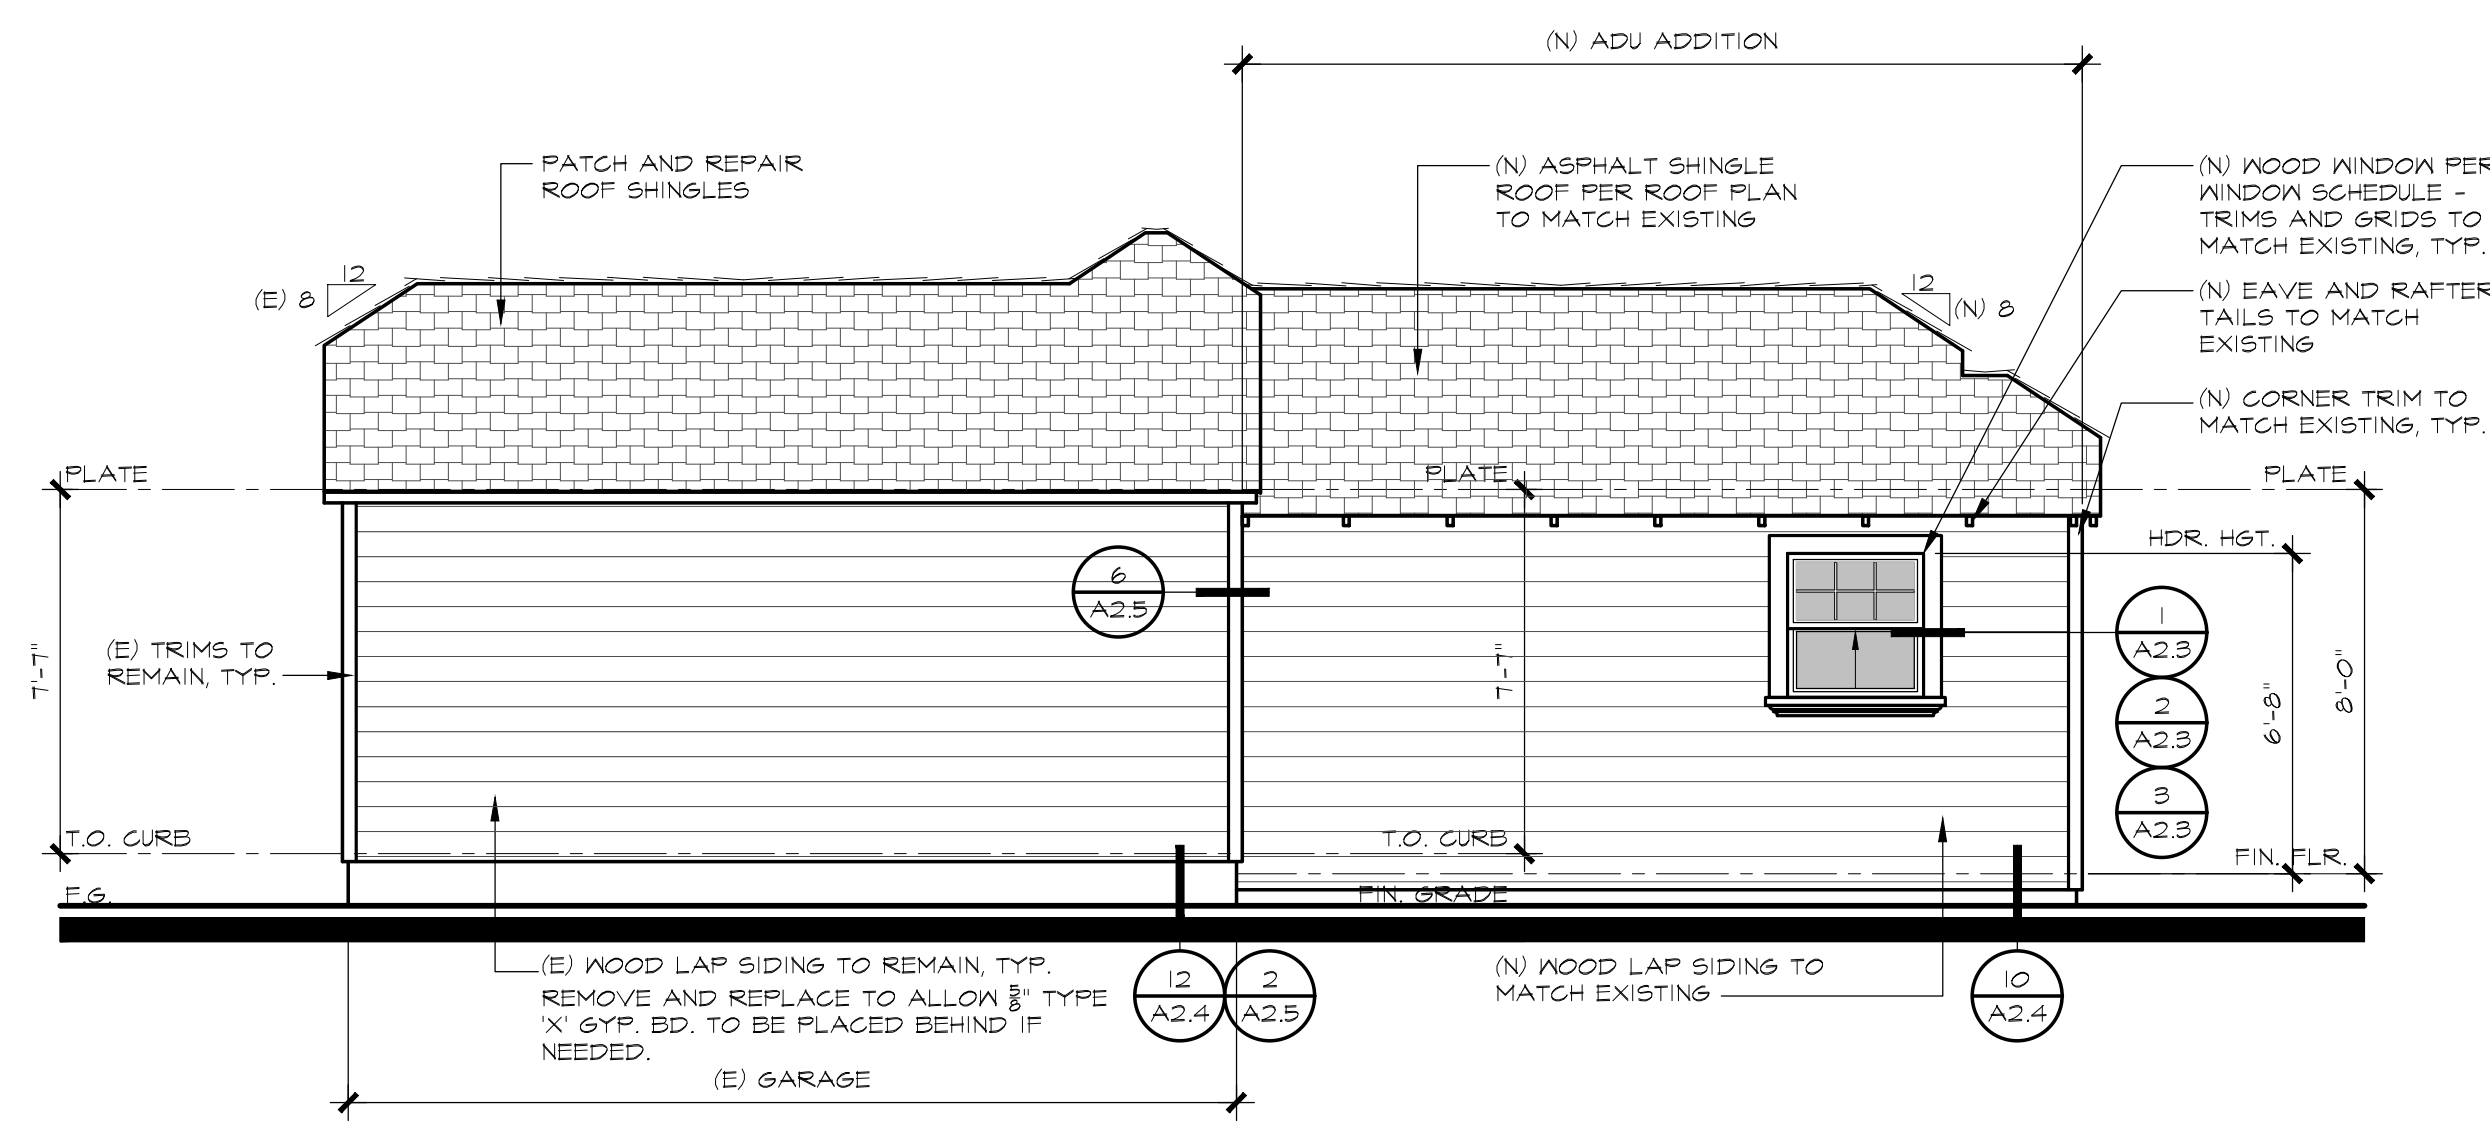 (N) ADU ADDITION
PATCH AND REPAIR
ROOF SHINGLES
(N) ASPHALT SHINGLE
ROOF PER ROOF PLAN
TO MATCH EXISTING
(N) WOOD WINDOW PER
WINDOW SCHEDULE -
TRIMS AND GRIDS TO
MATCH EXISTING, TYP.
12
(E) 8
12
(N) 8
(N) EAVE AND RAFTER
TAILS TO MATCH
EXISTING
(N) CORNER TRIM TO
MATCH EXISTING, TYP.
PLATE
PLATE
PLATE
HDR. HGT.
6
A2.5
1
A2.3
2
A2.3
3
A2.3
(E) TRIMS TO
REMAIN, TYP.
7'-7"
7'-7"
6'-8"
8'-0"
T.O. CURB
T.O. CURB
FIN. FLR.
F.G.
FIN. GRADE
(E) WOOD LAP SIDING TO REMAIN, TYP.
REMOVE AND REPLACE TO ALLOW 5/8" TYPE
'X' GYP. BD. TO BE PLACED BEHIND IF
NEEDED.
12
A2.4
2
A2.5
(N) WOOD LAP SIDING TO
MATCH EXISTING
10
A2.4
(E) GARAGE